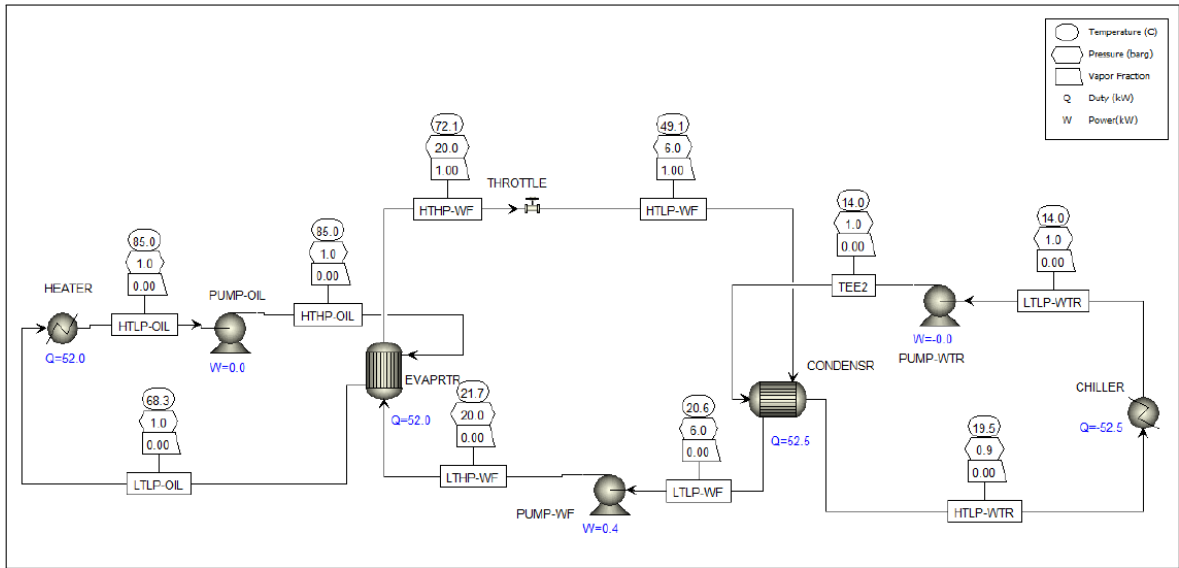 Temperature (C)
Pressure (barg)
Vapor Fraction
Q Duty (kW)
W Power(kW)
72.1
20.0
1.00
HTHP-WF
THROTTLE
49.1
6.0
1.00
HTLP-WF
85.0
1.0
0.00
HTLP-OIL
HEATER
Q=52.0
PUMP-OIL
W=0.0
85.0
1.0
0.00
HTHP-OIL
EVAPRTR
Q=52.0
68.3
1.0
0.00
LTLP-OIL
21.7
20.0
0.00
LTHP-WF
PUMP-WF
W=0.4
20.6
6.0
0.00
LTLP-WF
14.0
1.0
0.00
TEE2
W=-0.0
PUMP-WTR
14.0
1.0
0.00
LTLP-WTR
CONDENSR
Q=52.5
CHILLER
Q=-52.5
19.5
0.9
0.00
HTLP-WTR